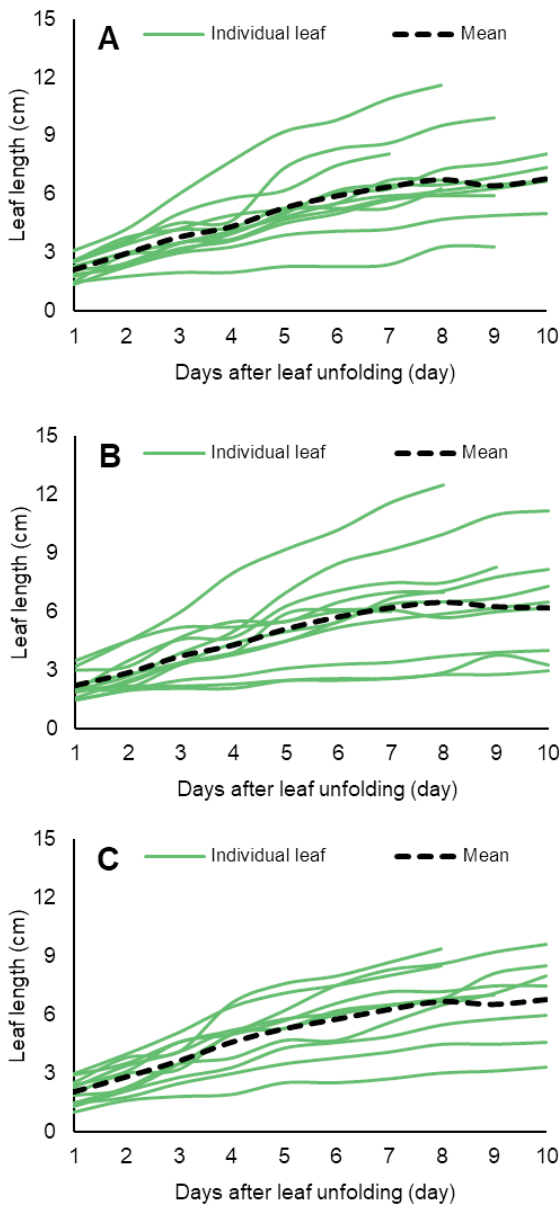 A Individual leaf Mean
15
12
9
6
3
0
Leaf length (cm)
1 2 3 4 5 6 7 8 9 10
Days after leaf unfolding (day)
B Individual leaf Mean
15
12
9
6
3
0
Leaf length (cm)
1 2 3 4 5 6 7 8 9 10
Days after leaf unfolding (day)
C Individual leaf Mean
15
12
9
6
3
0
Leaf length (cm)
1 2 3 4 5 6 7 8 9 10
Days after leaf unfolding (day)